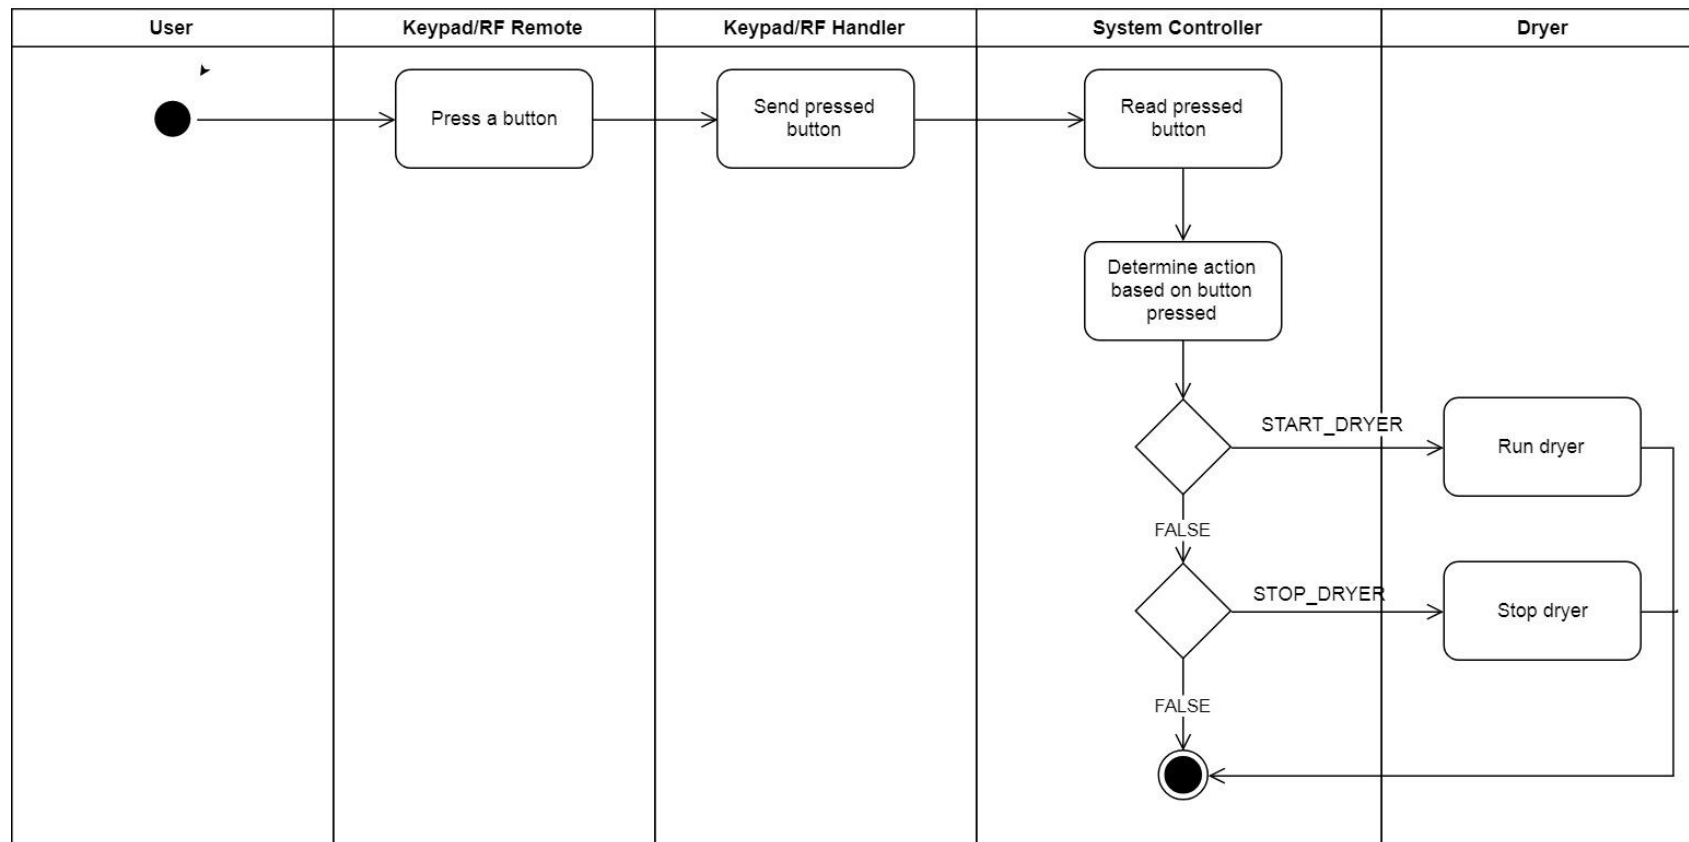 User
Keypad/RF Remote
Keypad/RF Handler
System Controller
Dryer
Press a button
Send pressed
button
Read pressed
button
Determine action
based on button
pressed
START_DRYER
Run dryer
FALSE
STOP_DRYER
Stop dryer
FALSE